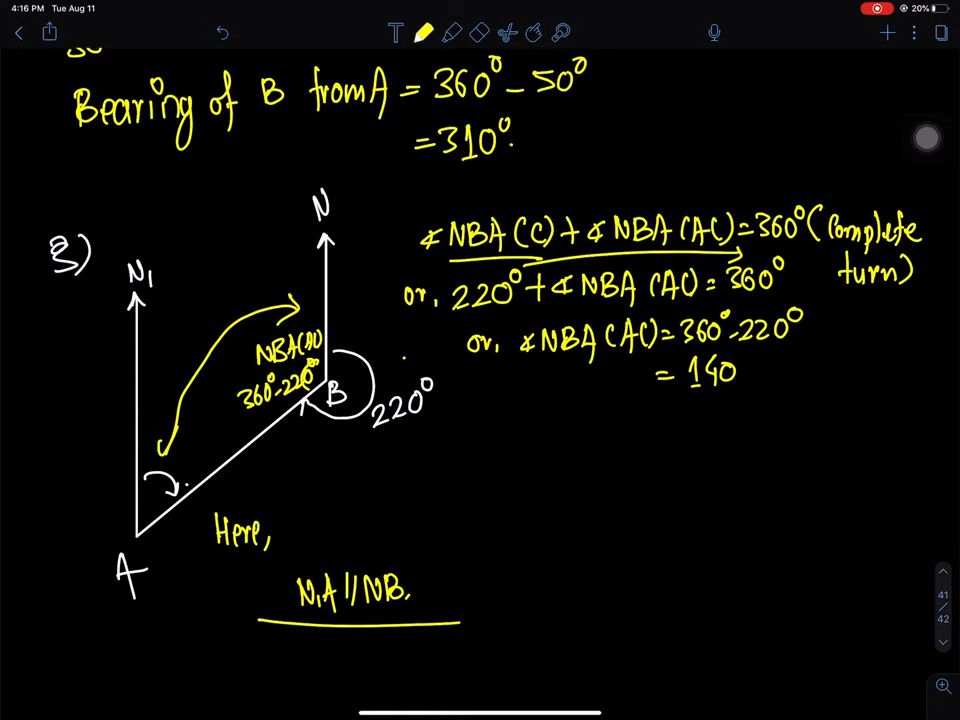 4:16 PM Tue Aug 11
20%
Bearing of B from A = 360° - 50°
= 310°.
3)
N₁
N
∢ NBA (C) + ∢ NBA (AC) = 360° (complete turn)
or, 220° + ∢ NBA (AC) = 360°
or, ∢ NBA (AC) = 360° - 220°
= 140
NBA (AC)
360° - 220°
B
220°
A
Here,
N₁A // NB.
41
/
42